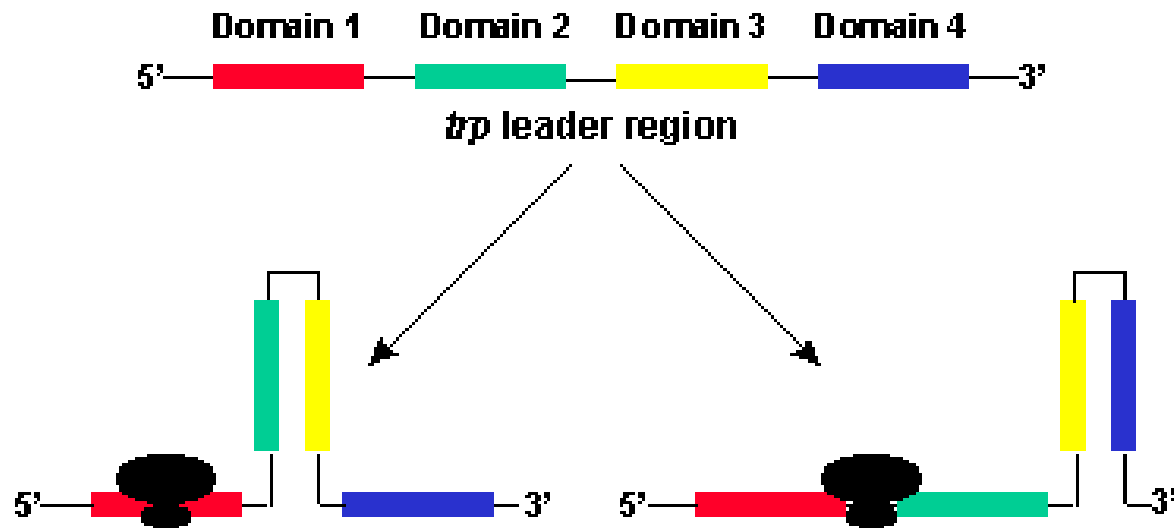 Domain 1 Domain 2 Domain 3 Domain 4
5’ 3’
trp leader region
5’ 3’ 5’ 3’